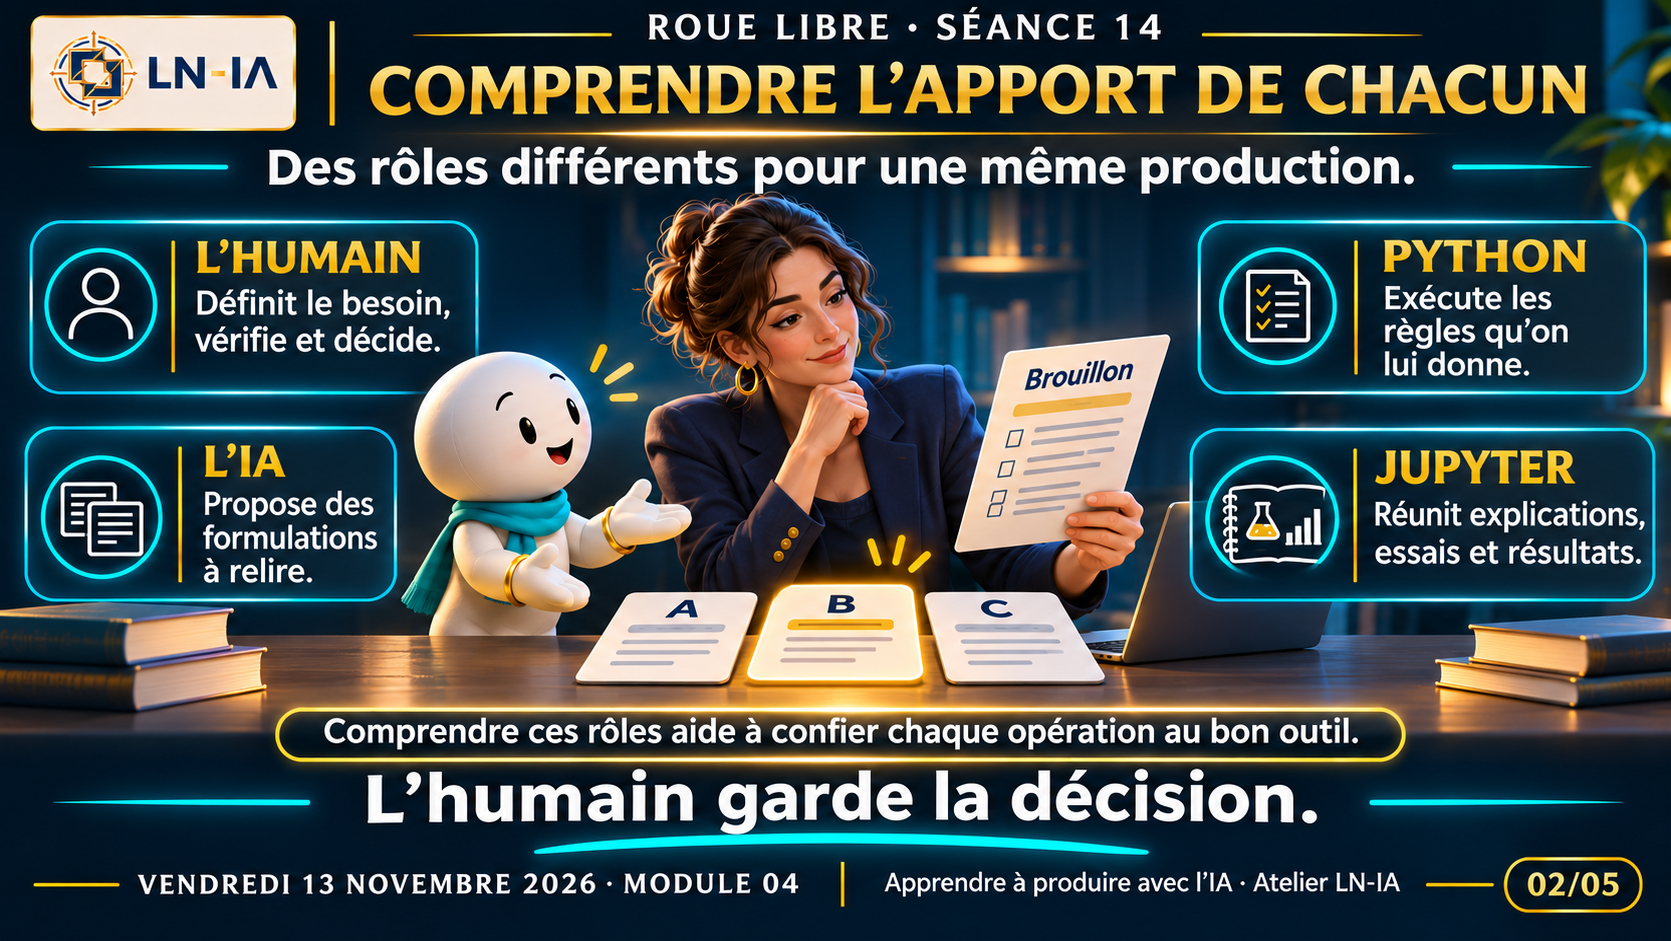 LN-IA
ROUE LIBRE · SÉANCE 14
COMPRENDRE L’APPORT DE CHACUN
Des rôles différents pour une même production.
L’HUMAIN
Définit le besoin,
vérifie et décide.
L’IA
Propose des
formulations
à relire.
PYTHON
Exécute les
règles qu’on
lui donne.
JUPYTER
Réunit explications,
essais et résultats.
Brouillon
A
B
C
Comprendre ces rôles aide à confier chaque opération au bon outil.
L’humain garde la décision.
VENDREDI 13 NOVEMBRE 2026 · MODULE 04
Apprendre à produire avec l’IA · Atelier LN-IA
02/05